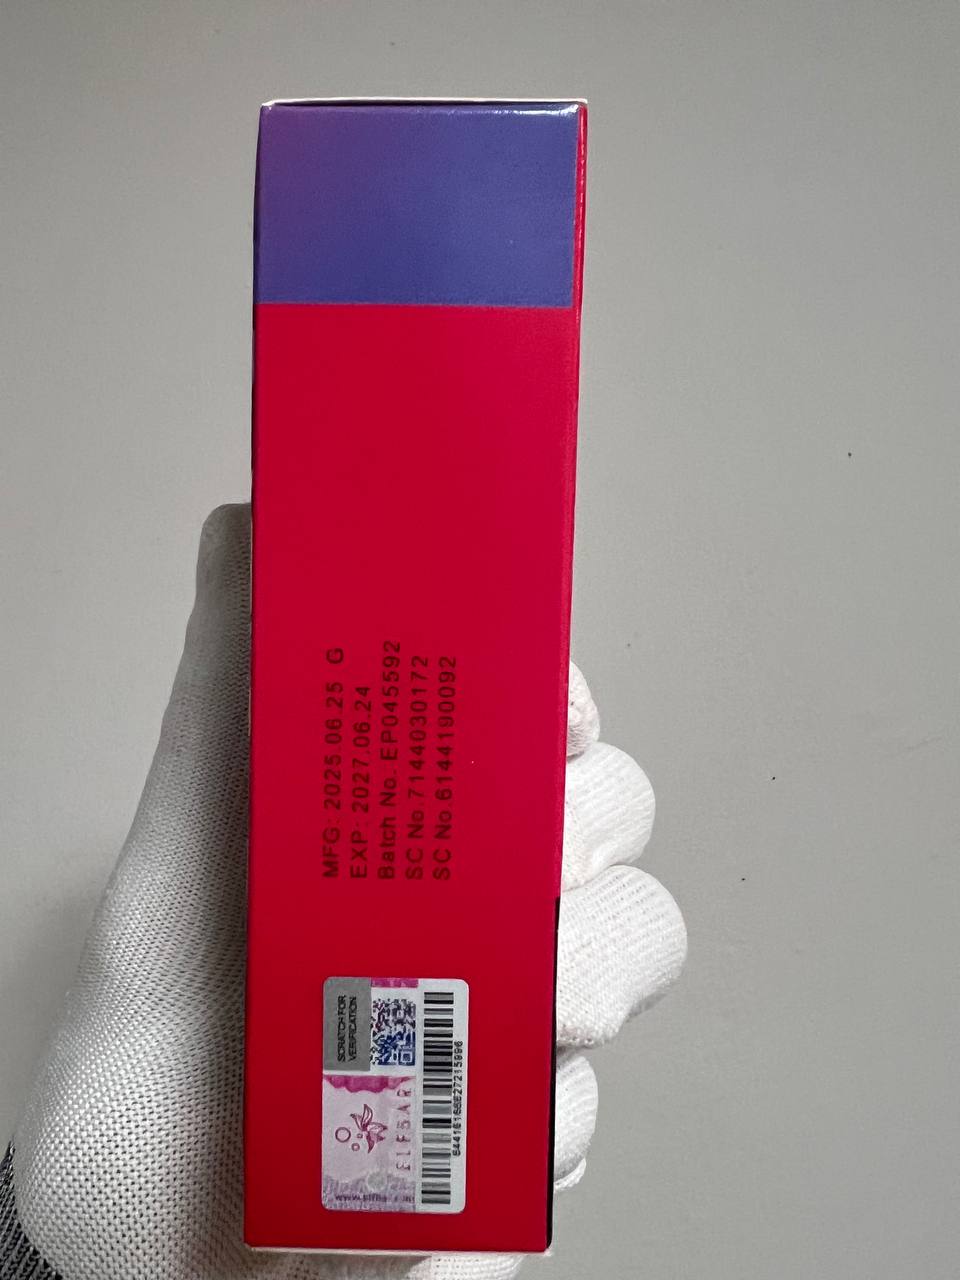 MFG: 2025.06.25 G
EXP: 2027.06.24
Batch No.:EP045592
SC No.7144030172
SC No.6144190092
SCRATCH FOR
VERIFICATION
ELFBAR